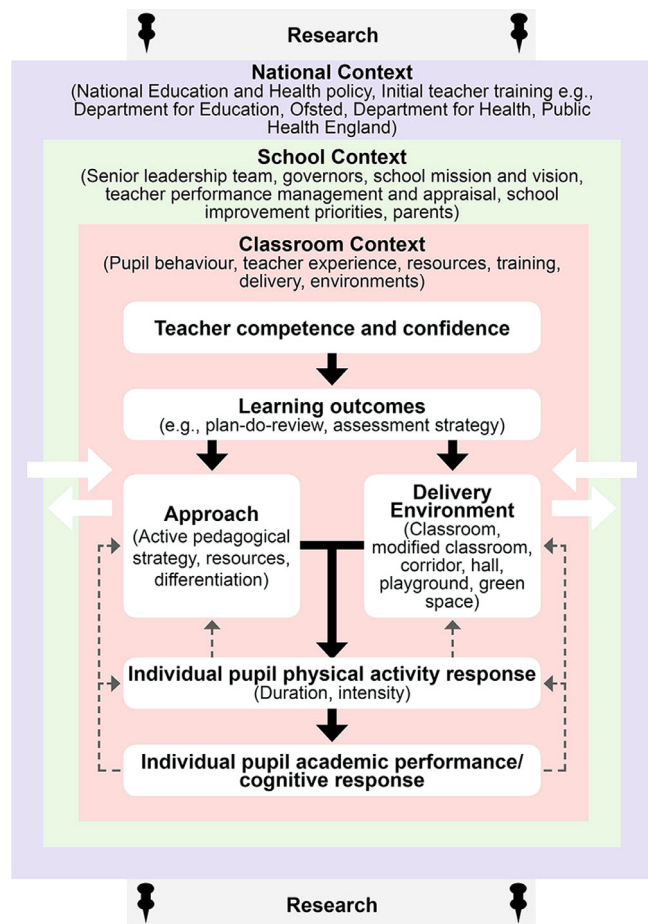 Research
National Context
(National Education and Health policy, Initial teacher training e.g.,
Department for Education, Ofsted, Department for Health, Public
Health England)
School Context
(Senior leadership team, governors, school mission and vision,
teacher performance management and appraisal, school
improvement priorities, parents)
Classroom Context
(Pupil behaviour, teacher experience, resources, training,
delivery, environments)
Teacher competence and confidence
Learning outcomes
(e.g., plan-do-review, assessment strategy)
Approach
(Active pedagogical
strategy, resources,
differentiation)
Delivery
Environment
(Classroom,
modified classroom,
corridor, hall,
playground, green
space)
Individual pupil physical activity response
(Duration, intensity)
Individual pupil academic performance/
cognitive response
Research